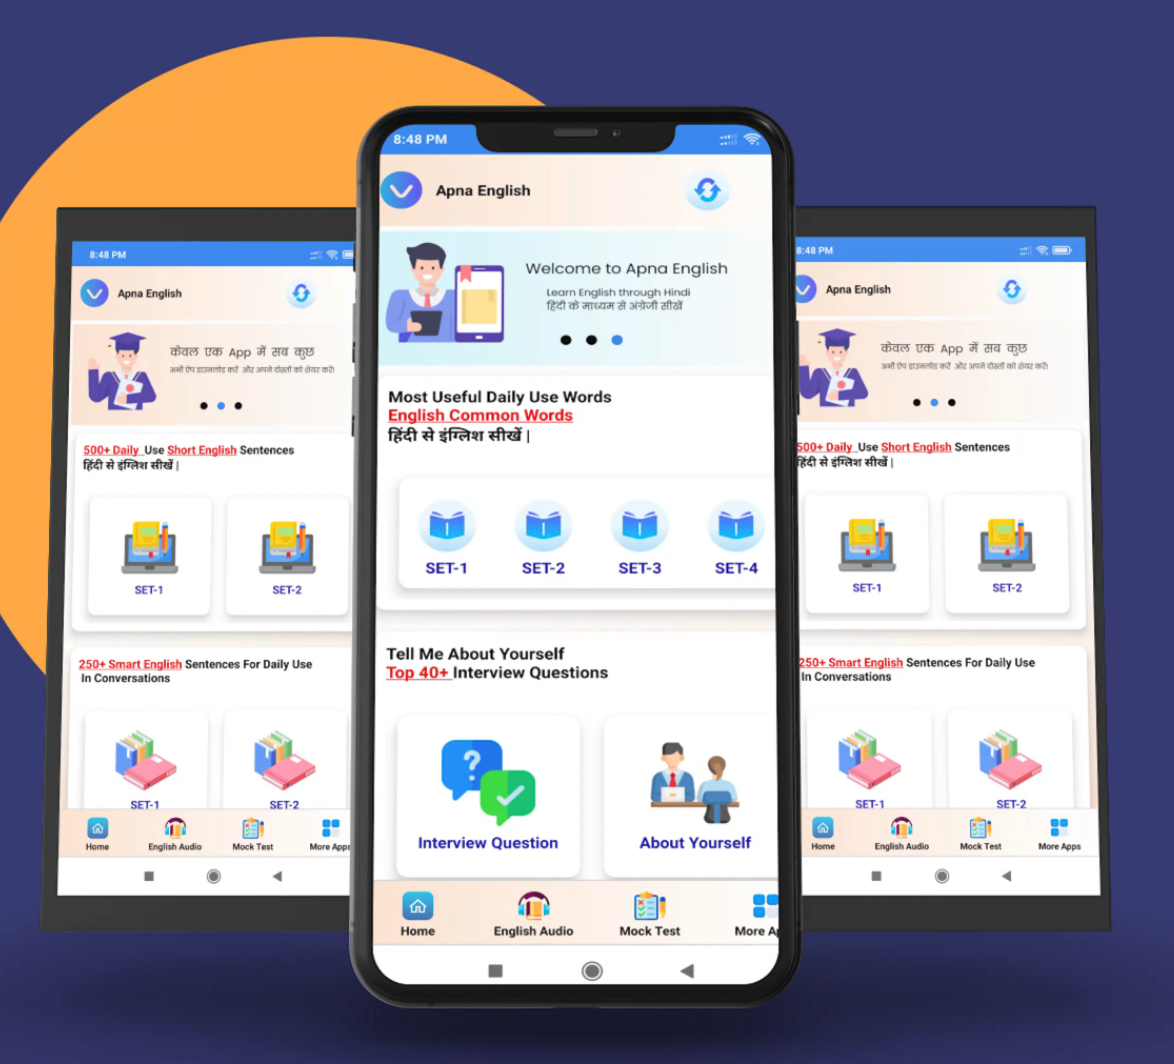 8:48 PM
Apna English
केवल एक App में सब कुछ
अभी ऐप डाउनलोड करें और अपने दोस्तों को शेयर करें।
500+ Daily Use Short English Sentences
हिंदी से इंग्लिश सीखें |
SET-1 SET-2
250+ Smart English Sentences For Daily Use
In Conversations
SET-1 SET-2
Home English Audio Mock Test More Apps
8:48 PM
Apna English
Welcome to Apna English
Learn English through Hindi
हिंदी के माध्यम से अंग्रेजी सीखें
Most Useful Daily Use Words
English Common Words
हिंदी से इंग्लिश सीखें |
SET-1 SET-2 SET-3 SET-4
Tell Me About Yourself
Top 40+ Interview Questions
Interview Question About Yourself
Home English Audio Mock Test More A
8:48 PM
Apna English
केवल एक App में सब कुछ
अभी ऐप डाउनलोड करें और अपने दोस्तों को शेयर करें।
500+ Daily Use Short English Sentences
हिंदी से इंग्लिश सीखें |
SET-1 SET-2
250+ Smart English Sentences For Daily Use
In Conversations
SET-1 SET-2
Home English Audio Mock Test More Apps